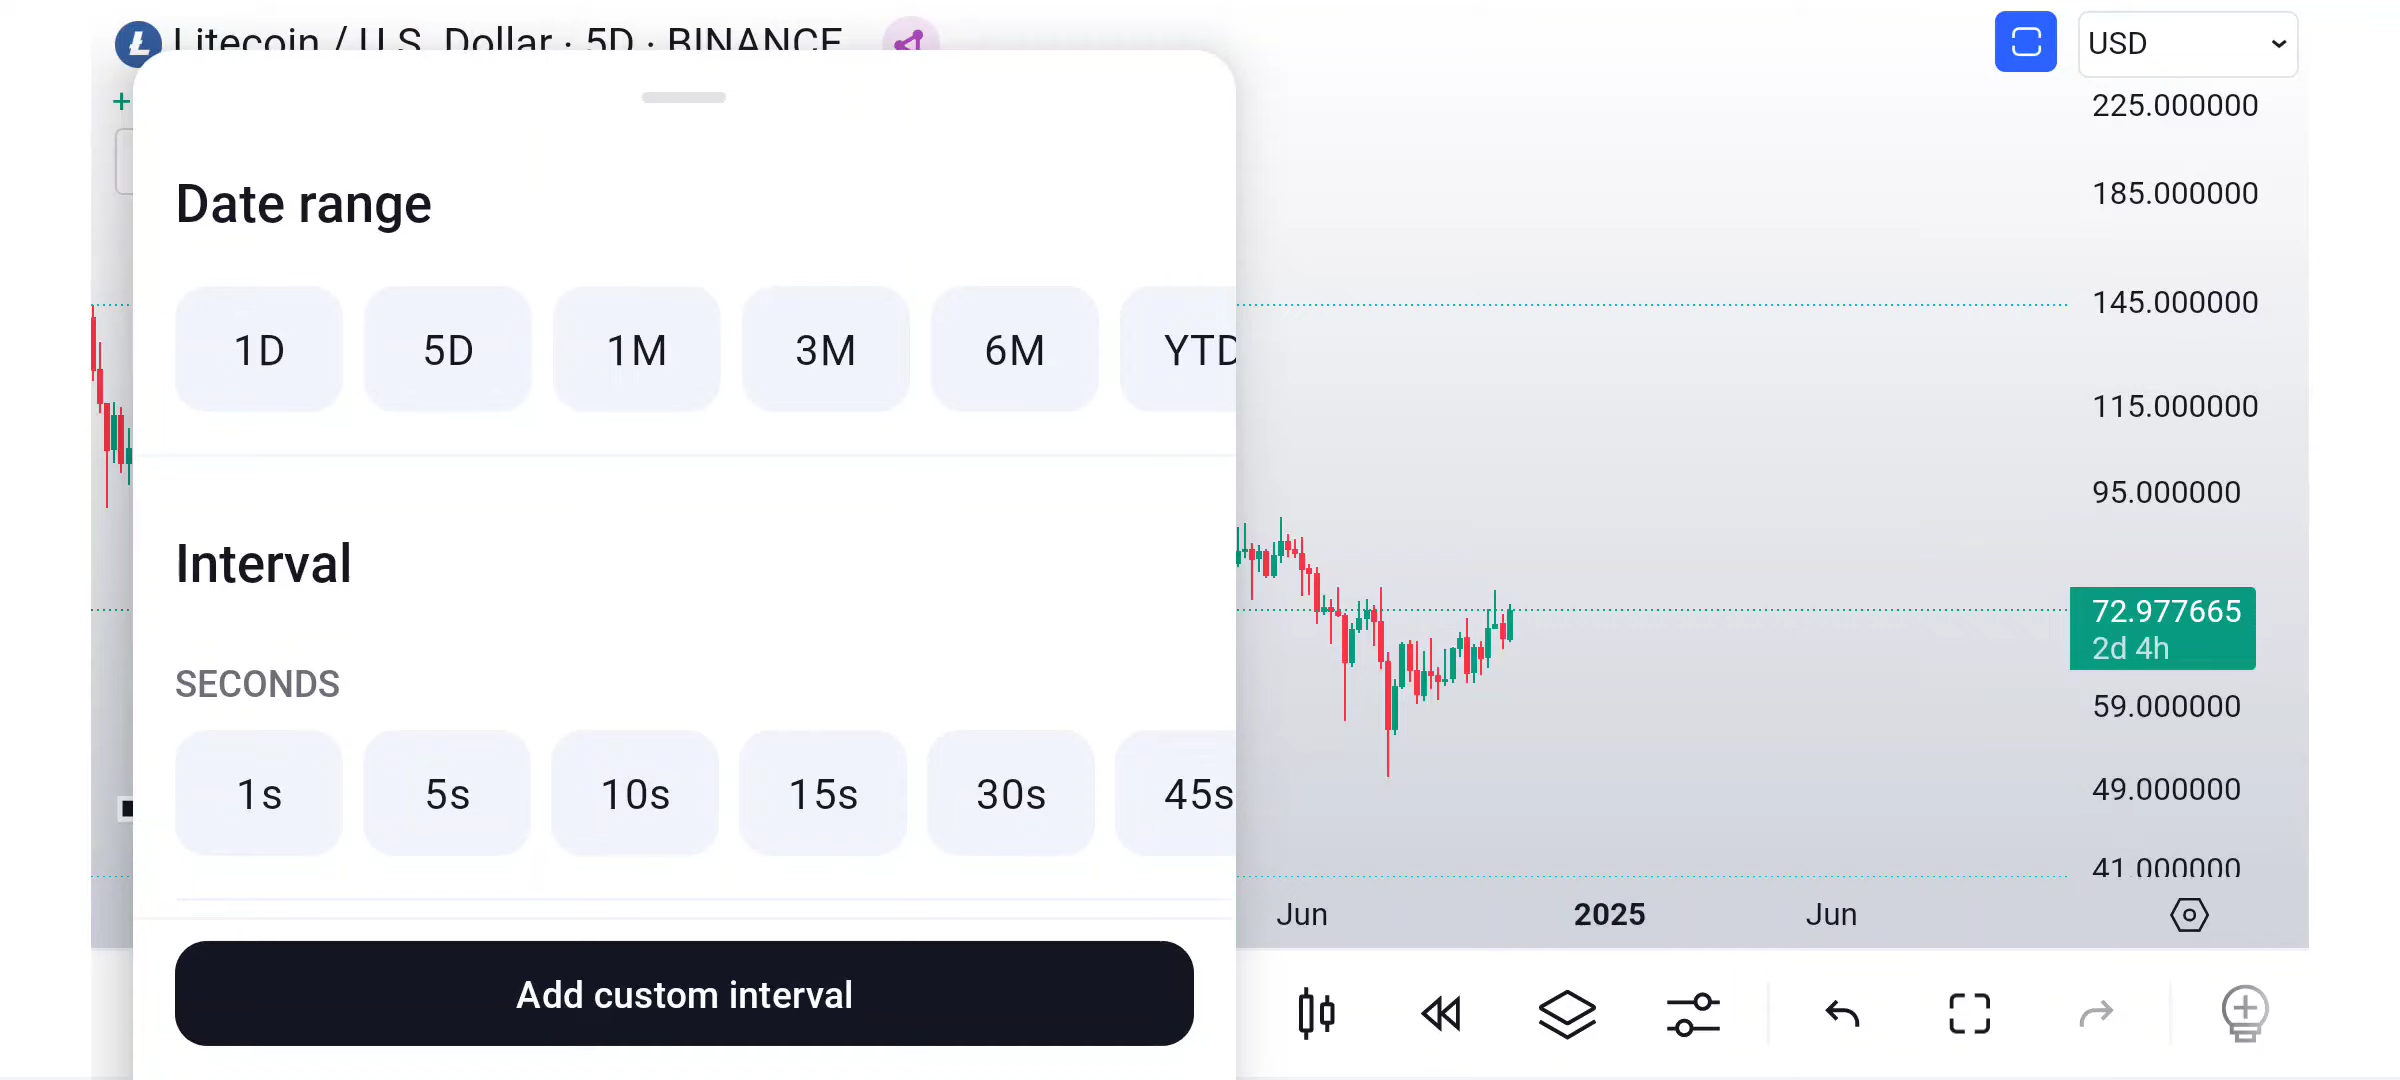 Litecoin / U.S. Dollar · 5D · BINANCE
USD
Date range
1D 5D 1M 3M 6M YTD
Interval
SECONDS
1s 5s 10s 15s 30s 45s
Add custom interval
225.000000
185.000000
145.000000
115.000000
95.000000
72.977665
2d 4h
59.000000
49.000000
41.000000
Jun 2025 Jun